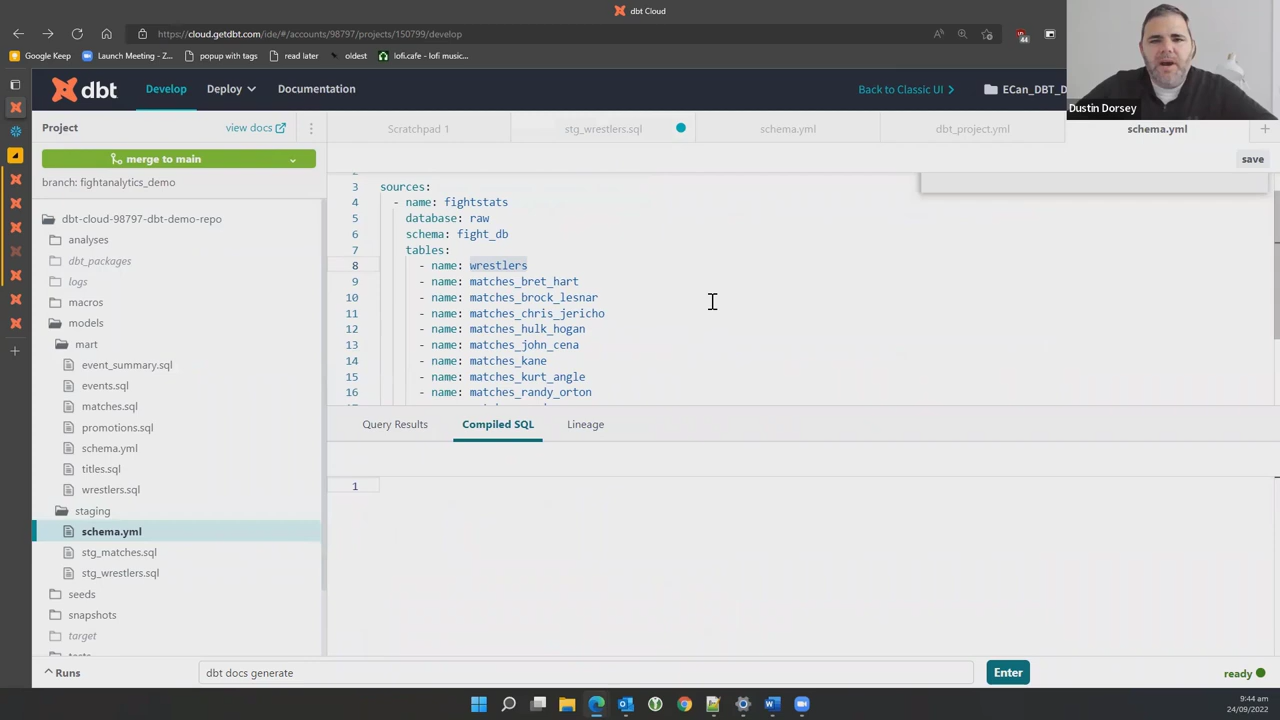 dbt Cloud
https://cloud.getdbt.com/ide/#/accounts/98797/projects/150799/develop
44
Google Keep
Launch Meeting - Z...
popup with tags
read later
oldest
lofi.cafe - lofi music...
Dustin Dorsey
dbt
Develop
Deploy
Documentation
Back to Classic UI
ECan_DBT_D
Project
view docs
Scratchpad 1
stg_wrestlers.sql
schema.yml
dbt_project.yml
schema.yml
+
merge to main
save
branch: fightanalytics_demo
dbt-cloud-98797-dbt-demo-repo
analyses
dbt_packages
logs
macros
models
mart
event_summary.sql
events.sql
matches.sql
promotions.sql
schema.yml
titles.sql
wrestlers.sql
staging
schema.yml
stg_matches.sql
stg_wrestlers.sql
seeds
snapshots
target
2
3 sources:
4 - name: fightstats
5 database: raw
6 schema: fight_db
7 tables:
8 - name: wrestlers
9 - name: matches_bret_hart
10 - name: matches_brock_lesnar
11 - name: matches_chris_jericho
12 - name: matches_hulk_hogan
13 - name: matches_john_cena
14 - name: matches_kane
15 - name: matches_kurt_angle
16 - name: matches_randy_orton
Query Results
Compiled SQL
Lineage
1
Runs
dbt docs generate
Enter
ready
9:44 am
24/09/2022